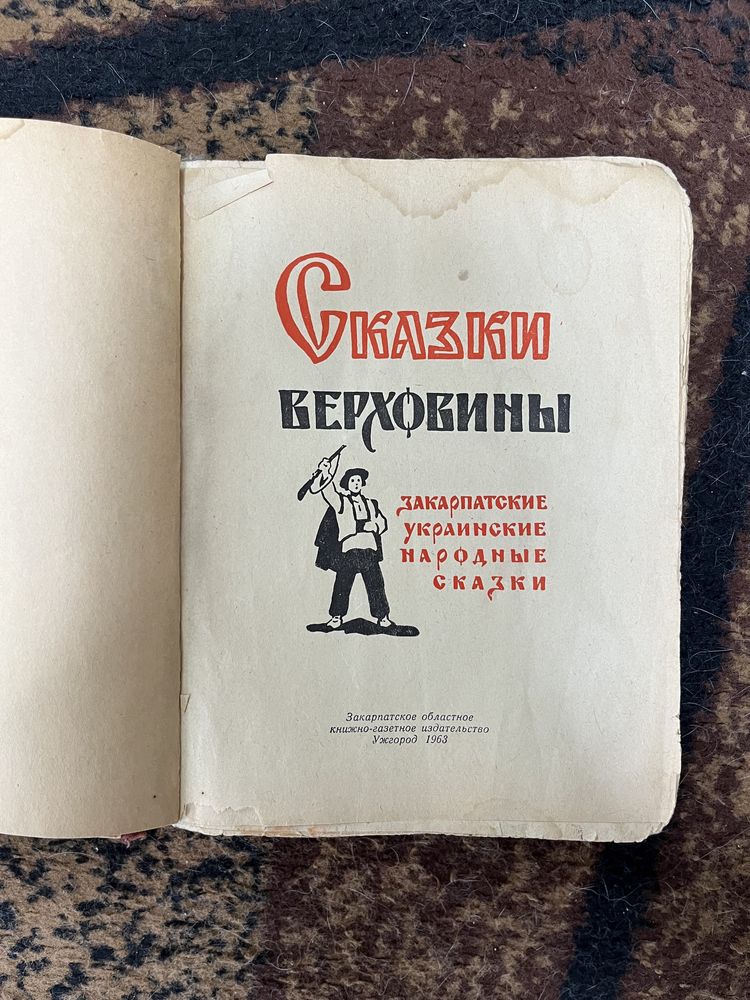 Сказки
верховины
закарпатские
украинские
народные
сказки
Закарпатское областное
книжно-газетное издательство
Ужгород 1963